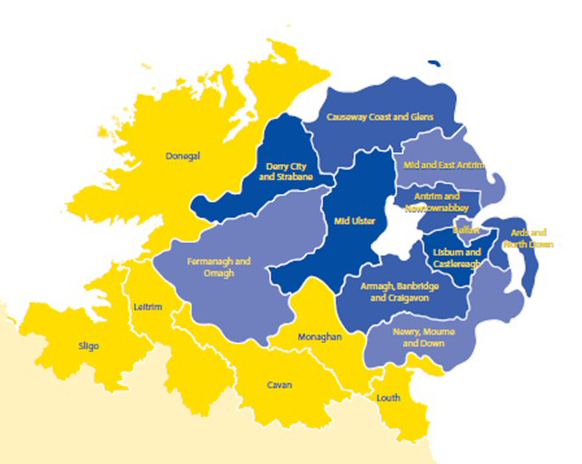 Causeway Coast and Glens
Donegal
Derry City
and Strabane
Mid and East Antrim
Antrim and
Newtownabbey
Mid Ulster
Belfast
Ards and
North Down
Lisburn and
Castlereagh
Fermanagh and
Omagh
Armagh, Banbridge
and Craigavon
Leitrim
Newry, Mourne
and Down
Monaghan
Sligo
Cavan
Louth